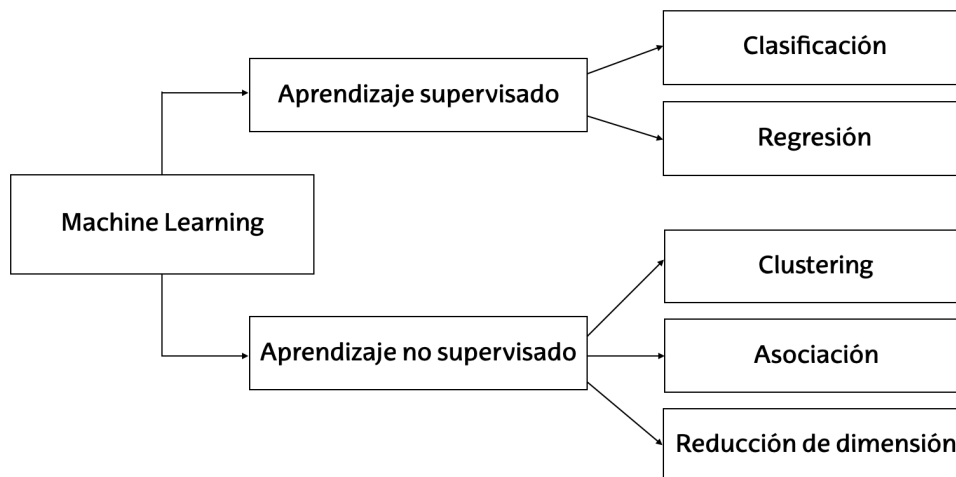 Machine Learning
Aprendizaje supervisado
Clasificación
Regresión
Aprendizaje no supervisado
Clustering
Asociación
Reducción de dimensión